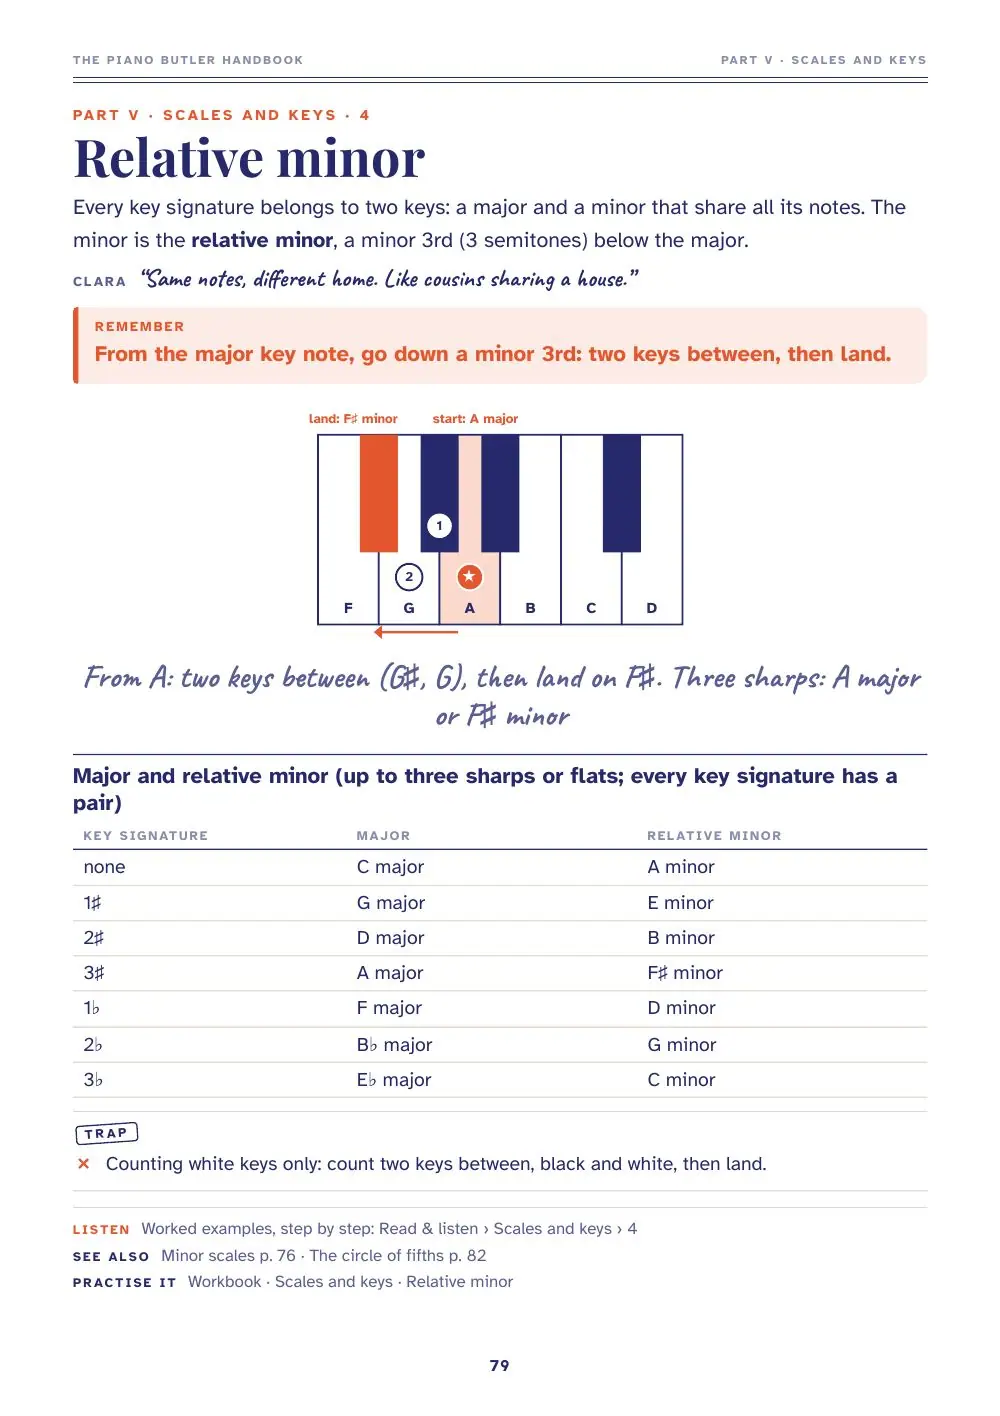 THE PIANO BUTLER HANDBOOK
PART V · SCALES AND KEYS
PART V · SCALES AND KEYS · 4
Relative minor
Every key signature belongs to two keys: a major and a minor that share all its notes. The
minor is the relative minor, a minor 3rd (3 semitones) below the major.
CLARA “Same notes, different home. Like cousins sharing a house.”
REMEMBER
From the major key note, go down a minor 3rd: two keys between, then land.
land: F♯ minor start: A major
1
2 ★
F G A B C D
From A: two keys between (G♯, G), then land on F♯. Three sharps: A major
or F♯ minor
Major and relative minor (up to three sharps or flats; every key signature has a
pair)
KEY SIGNATURE MAJOR RELATIVE MINOR
none C major A minor
1♯ G major E minor
2♯ D major B minor
3♯ A major F♯ minor
1♭ F major D minor
2♭ B♭ major G minor
3♭ E♭ major C minor
TRAP
× Counting white keys only: count two keys between, black and white, then land.
LISTEN Worked examples, step by step: Read & listen › Scales and keys › 4
SEE ALSO Minor scales p. 76 · The circle of fifths p. 82
PRACTISE IT Workbook · Scales and keys · Relative minor
79